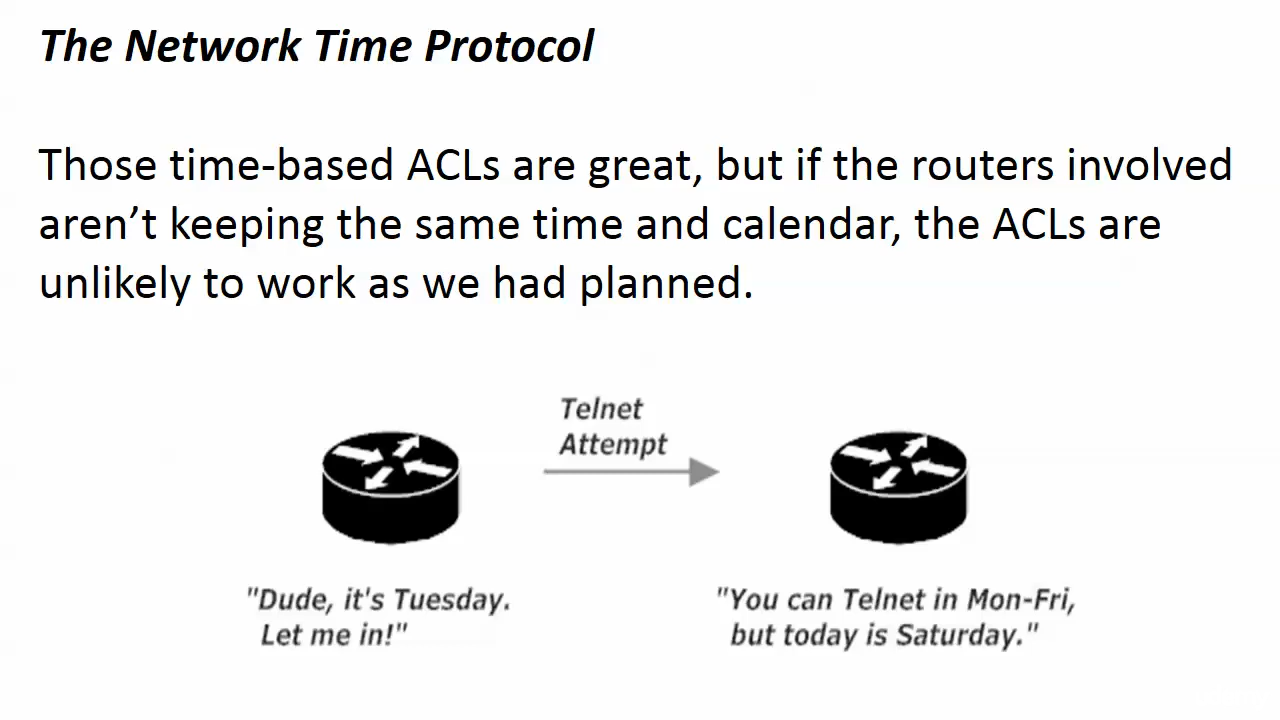 The Network Time Protocol
Those time-based ACLs are great, but if the routers involved
aren’t keeping the same time and calendar, the ACLs are
unlikely to work as we had planned.
Telnet
Attempt
"Dude, it's Tuesday.
Let me in!"
"You can Telnet in Mon-Fri,
but today is Saturday."